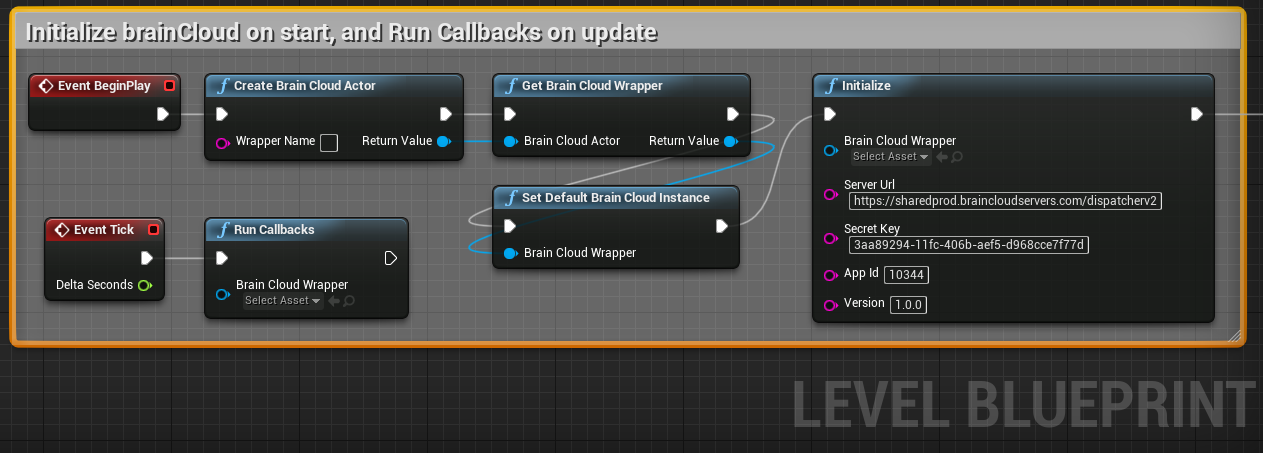 Initialize brainCloud on start, and Run Callbacks on update
Event BeginPlay
Create Brain Cloud Actor
Wrapper Name
Return Value
Get Brain Cloud Wrapper
Brain Cloud Actor
Return Value
Set Default Brain Cloud Instance
Brain Cloud Wrapper
Initialize
Brain Cloud Wrapper
Select Asset
Server Url
https://sharedprod.braincloudservers.com/dispatcherv2
Secret Key
3aa89294-11fc-406b-aef5-d968cce7f77d
App Id 10344
Version 1.0.0
Event Tick
Delta Seconds
Run Callbacks
Brain Cloud Wrapper
Select Asset
LEVEL BLUEPRINT